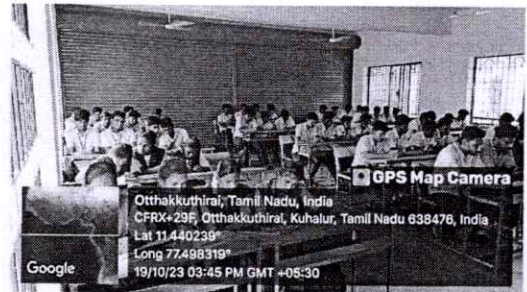 GPS Map Camera
Otthakkuthirai, Tamil Nadu, India
CFRX+29F, Otthakkuthirai, Kuhalur, Tamil Nadu 638476, India
Lat 11.440239°
Long 77.498319°
19/10/23 03:45 PM GMT +05:30
Google